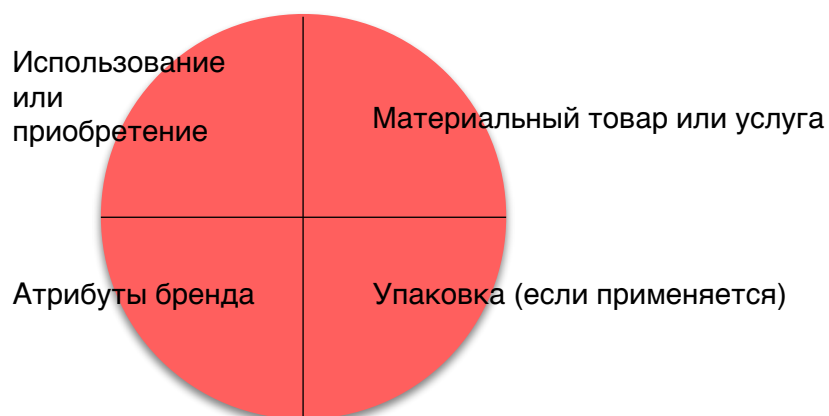 Использование
или
приобретение
Материальный товар или услуга
Атрибуты бренда
Упаковка (если применяется)